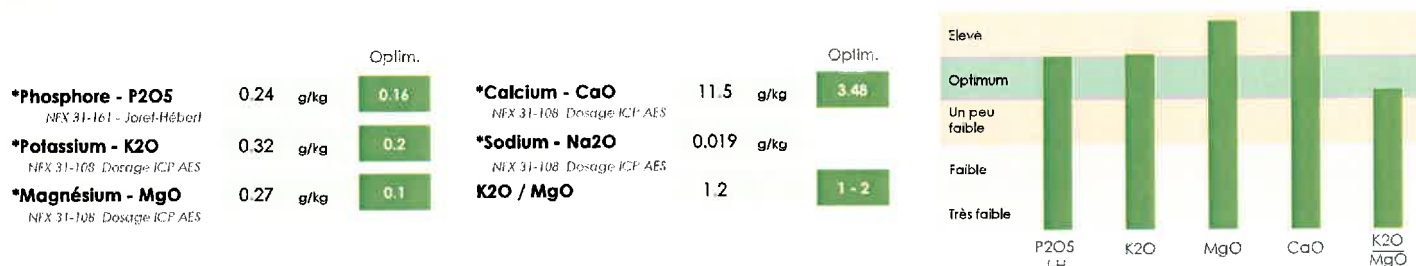 Optim.
*Phosphore - P2O5 0.24 g/kg 0.16
NFX 31-161 - Joret-Hébert
*Potassium - K2O 0.32 g/kg 0.2
NFX 31-108 Dosage ICP AES
*Magnésium - MgO 0.27 g/kg 0.1
NFX 31-108 Dosage ICP AES
Optim.
*Calcium - CaO 11.5 g/kg 3.48
NFX 31-108 Dosage ICP AES
*Sodium - Na2O 0.019 g/kg
NFX 31-108 Dosage ICP AES
K2O / MgO 1.2 1 - 2
Elevé
Optimum
Un peu
faible
Faible
Très faible
P2O5 K2O MgO CaO K2O
MgO